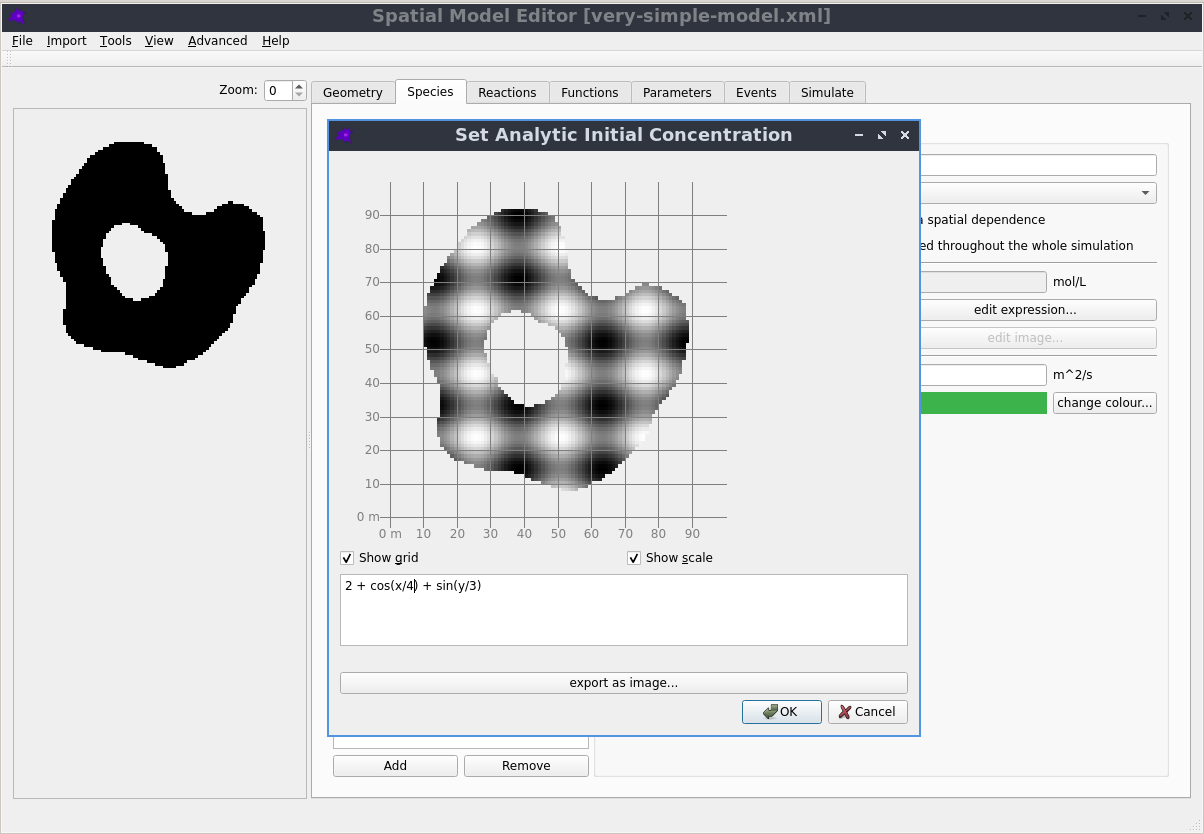 Spatial Model Editor [very-simple-model.xml]
File Import Tools View Advanced Help
Zoom: 0
Geometry Species Reactions Functions Parameters Events Simulate
Set Analytic Initial Concentration
a spatial dependence
ed throughout the whole simulation
mol/L
edit expression...
edit image...
m^2/s
change colour...
90
80
70
60
50
40
30
20
10
0 m
0 m 10 20 30 40 50 60 70 80 90
Show grid Show scale
2 + cos(x/4) + sin(y/3)
export as image...
OK Cancel
Add Remove